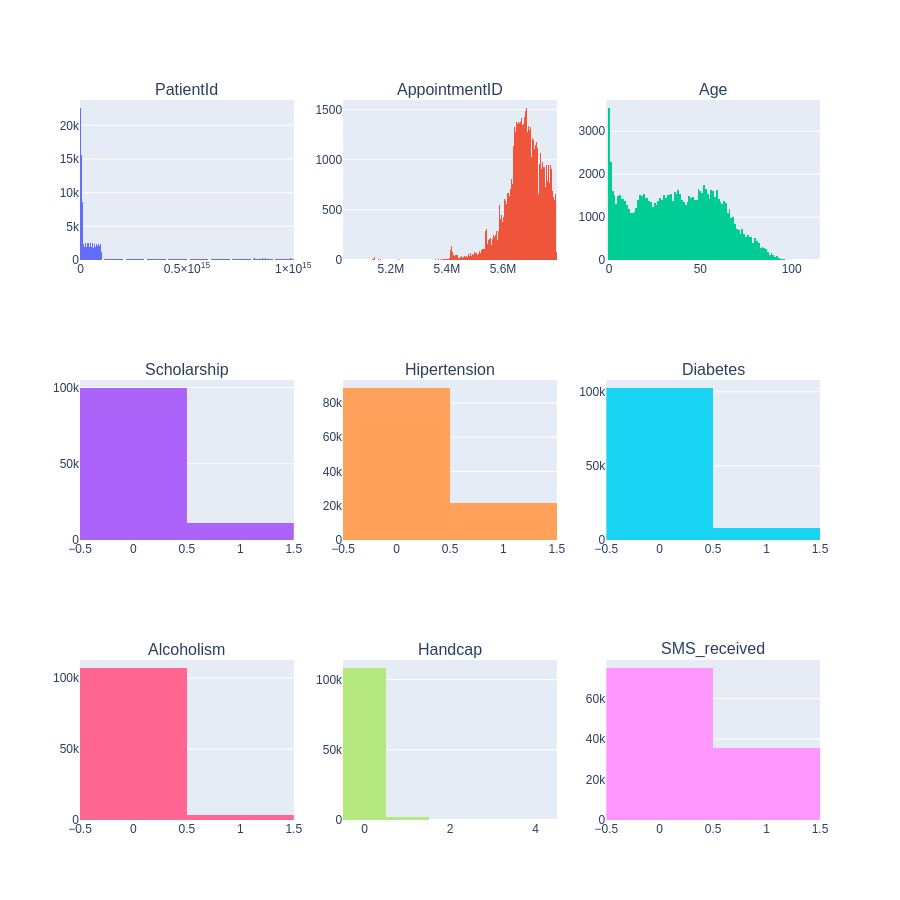 PatientId AppointmentID Age
20k 15k 10k 5k 0
0 0.5×10¹⁵ 1×10¹⁵
1500 1000 500 0
5.2M 5.4M 5.6M
3000 2000 1000 0
0 50 100
Scholarship Hipertension Diabetes
100k 50k 0
−0.5 0 0.5 1 1.5
80k 60k 40k 20k 0
−0.5 0 0.5 1 1.5
100k 50k 0
−0.5 0 0.5 1 1.5
Alcoholism Handcap SMS_received
100k 50k 0
−0.5 0 0.5 1 1.5
100k 50k 0
0 2 4
60k 40k 20k 0
−0.5 0 0.5 1 1.5